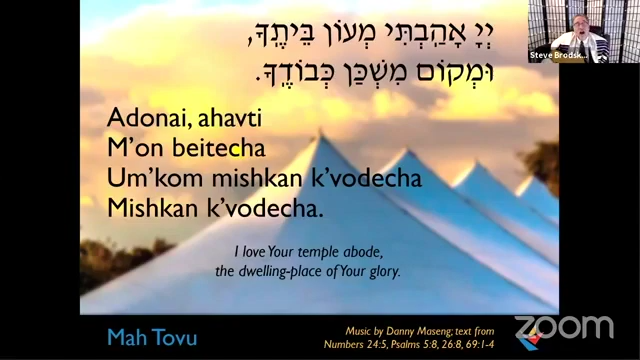 יְיָ אָהַבְתִּי מְעוֹן בֵּיתֶךָ,
וּמְקוֹם מִשְׁכַּן כְּבוֹדֶךָ.
Adonai, ahavti
M'on beitecha
Um'kom mishkan k'vodecha
Mishkan k'vodecha.
I love Your temple abode,
the dwelling-place of Your glory.
Mah Tovu
Music by Danny Maseng; text from
Numbers 24:5, Psalms 5:8, 26:8, 69:1-4
Steve Brodsk...
zoom